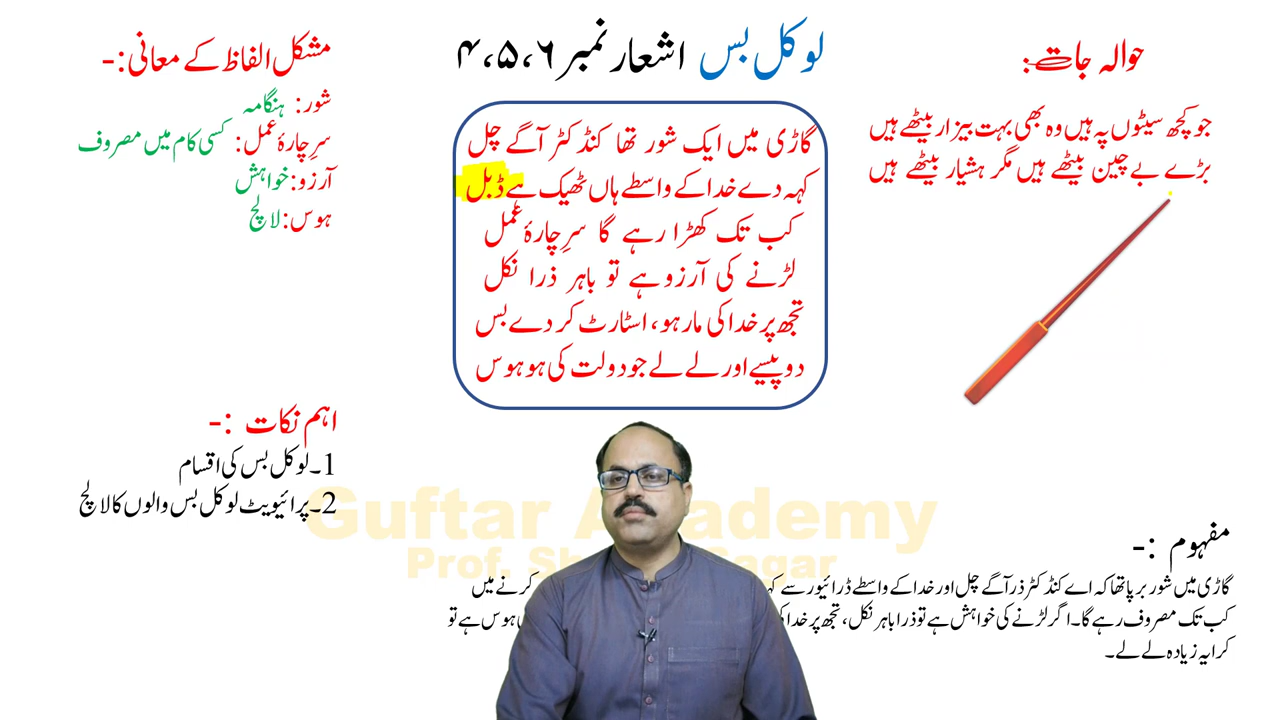 لوکل بس اشعار نمبر ۴،۵،۶
حوالہ جات:
جو کچھ سیٹوں پہ ہیں وہ بھی بہت بیزار بیٹھے ہیں
بڑے بے چین بیٹھے ہیں مگر ہشیار بیٹھے ہیں
گاڑی میں ایک شور تھا کنڈکٹر آگے چل
کہہ دے خدا کے واسطے ہاں ٹھیک ہے ڈبل
کب تک کھڑا رہے گا سرِ چارۂ عمل
لڑنے کی آرزو ہے تو باہر ذرا نکل
تجھ پر خدا کی مار ہو، اسٹارٹ کر دے بس
دو پیسے اور لے لے جو دولت کی ہو ہوس
مشکل الفاظ کے معانی:-
شور: ہنگامہ
سرِ چارۂ عمل: کسی کام میں مصروف
آرزو: خواہش
ہوس: لالچ
اہم نکات :-
1۔لوکل بس کی اقسام
2۔پرائیویٹ لوکل بس والوں کا لالچ
Guftar Academy
Prof. Sagar
مفہوم :-
گاڑی میں شور برپا تھا کہ اے کنڈکٹر ذرا آگے چل اور خدا کے واسطے ڈرائیور سے کرنے میں
کب تک مصروف رہے گا۔ اگر لڑنے کی خواہش ہے تو ذرا باہر نکل، تجھ پر خدا ہوس ہے تو
کرایہ زیادہ لے لے۔